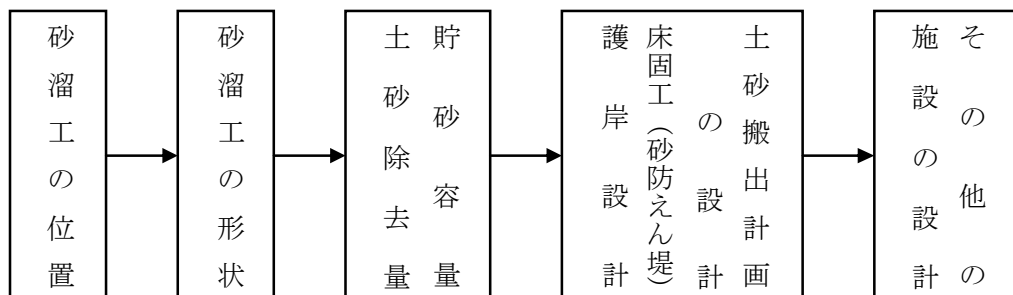 砂溜工の位置
砂溜工の形状
貯砂容量
土砂除去量
土砂搬出計画
の設計
床固工(砂防えん堤)
護岸設計
その他の
施設の設計